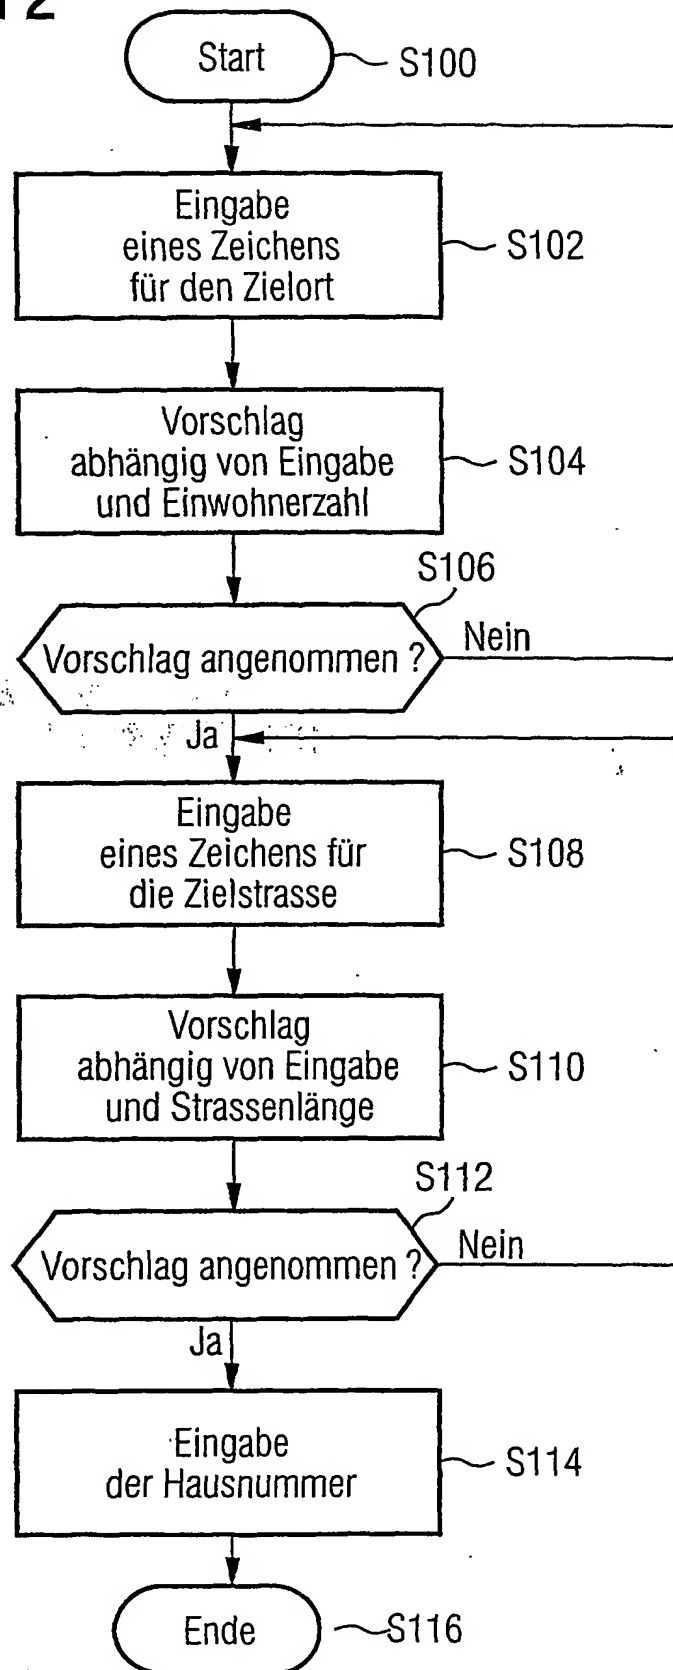 Start
S100
Eingabe
eines Zeichens
für den Zielort
S102
Vorschlag
abhängig von Eingabe
und Einwohnerzahl
S104
S106
Vorschlag angenommen ?
Nein
Ja
Eingabe
eines Zeichens für
die Zielstrasse
S108
Vorschlag
abhängig von Eingabe
und Strassenlänge
S110
S112
Vorschlag angenommen ?
Nein
Ja
Eingabe
der Hausnummer
S114
Ende
S116